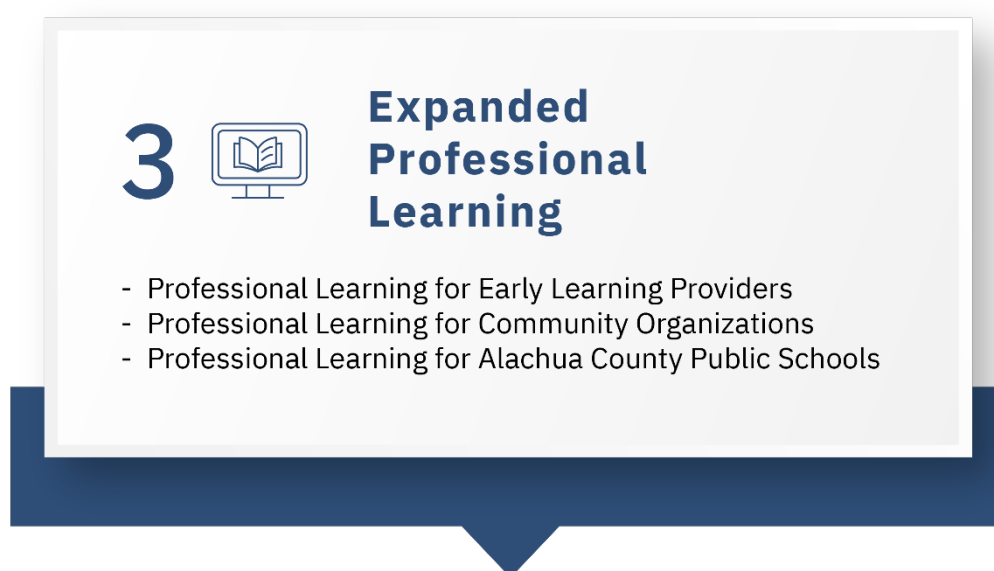 3
Expanded
Professional
Learning
- Professional Learning for Early Learning Providers
- Professional Learning for Community Organizations
- Professional Learning for Alachua County Public Schools